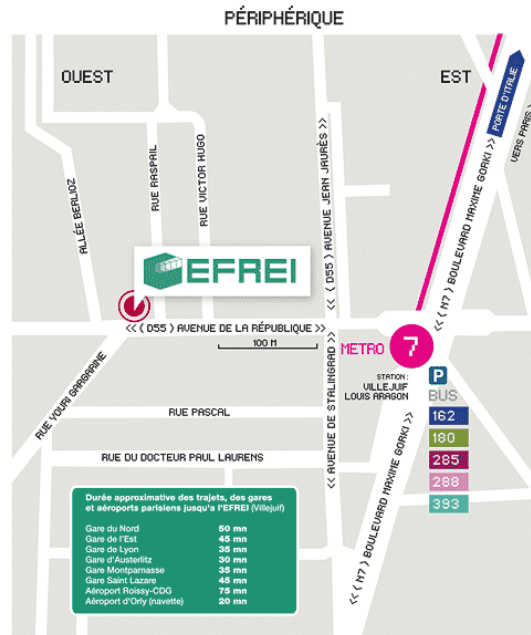 PÉRIPHÉRIQUE
OUEST
EST
PORTE D'ITALIE
VERS PARIS >
ALLÉE BERLIOZ
RUE RASPAIL
RUE VICTOR HUGO
<< (D55) AVENUE JEAN JAURÈS >>
<< (N7) BOULEVARD MAXIME GORKI >>
EFREI
<< (D55) AVENUE DE LA RÉPUBLIQUE >>
100 M
METRO 7
STATION :
VILLEJUIF
LOUIS ARAGON
P
BUS
162
180
285
288
393
RUE YOURI GARGARINE
RUE PASCAL
RUE DU DOCTEUR PAUL LAURENS
<< AVENUE DE STALINGRAD >>
<< (N7) BOULEVARD MAXIME GORKI >>
Durée approximative des trajets, des gares
et aéroports parisiens jusqu'a l'EFREI (Villejuif)
Gare du Nord 50 mn
Gare de l'Est 45 mn
Gare de Lyon 35 mn
Gare d'Austerlitz 30 mn
Gare Montparnasse 35 mn
Gare Saint Lazare 45 mn
Aéroport Roissy-CDG 75 mn
Aéroport d'Orly (navette) 20 mn